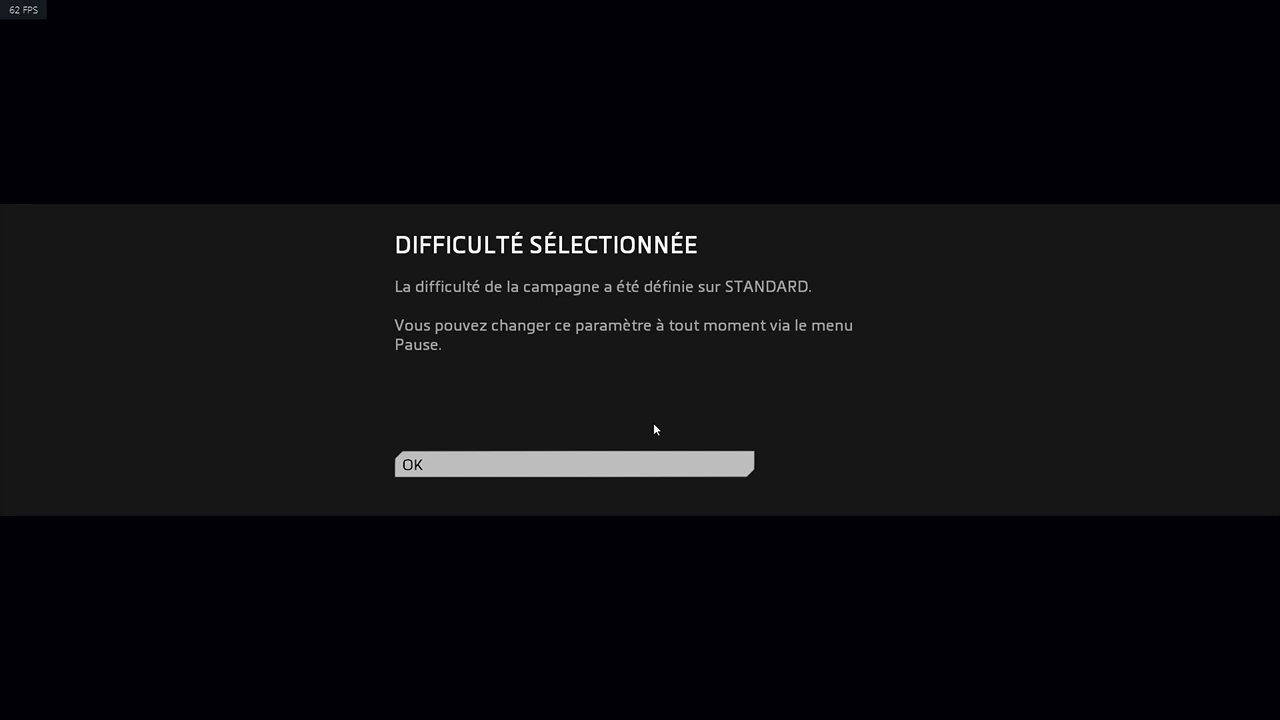 62 FPS
DIFFICULTÉ SÉLECTIONNÉE
La difficulté de la campagne a été définie sur STANDARD.
Vous pouvez changer ce paramètre à tout moment via le menu
Pause.
OK